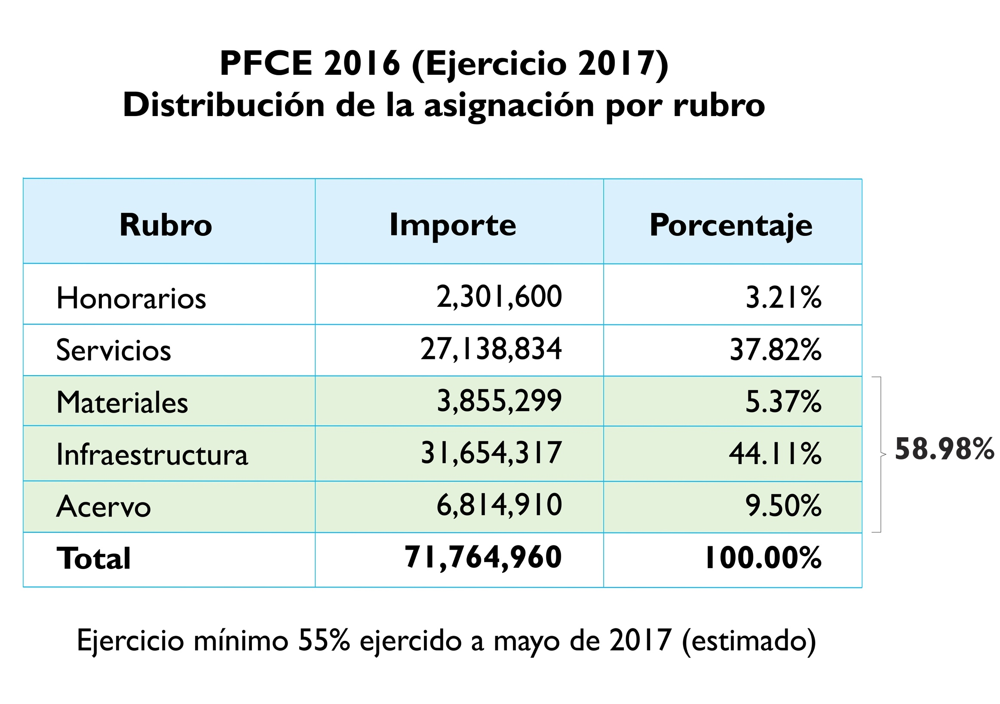 PFCE 2016 (Ejercicio 2017)
Distribución de la asignación por rubro
Rubro Importe Porcentaje
Honorarios 2,301,600 3.21%
Servicios 27,138,834 37.82%
Materiales 3,855,299 5.37%
Infraestructura 31,654,317 44.11%
58.98%
Acervo 6,814,910 9.50%
Total 71,764,960 100.00%
Ejercicio mínimo 55% ejercido a mayo de 2017 (estimado)